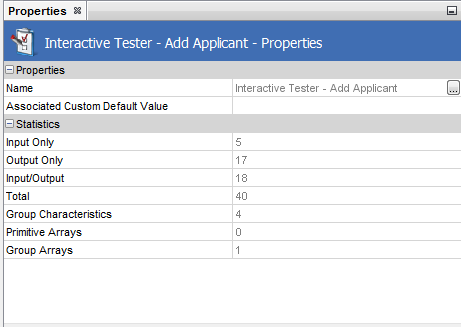 Properties
Interactive Tester - Add Applicant - Properties
Properties
Name Interactive Tester - Add Applicant ...
Associated Custom Default Value
Statistics
Input Only 5
Output Only 17
Input/Output 18
Total 40
Group Characteristics 4
Primitive Arrays 0
Group Arrays 1